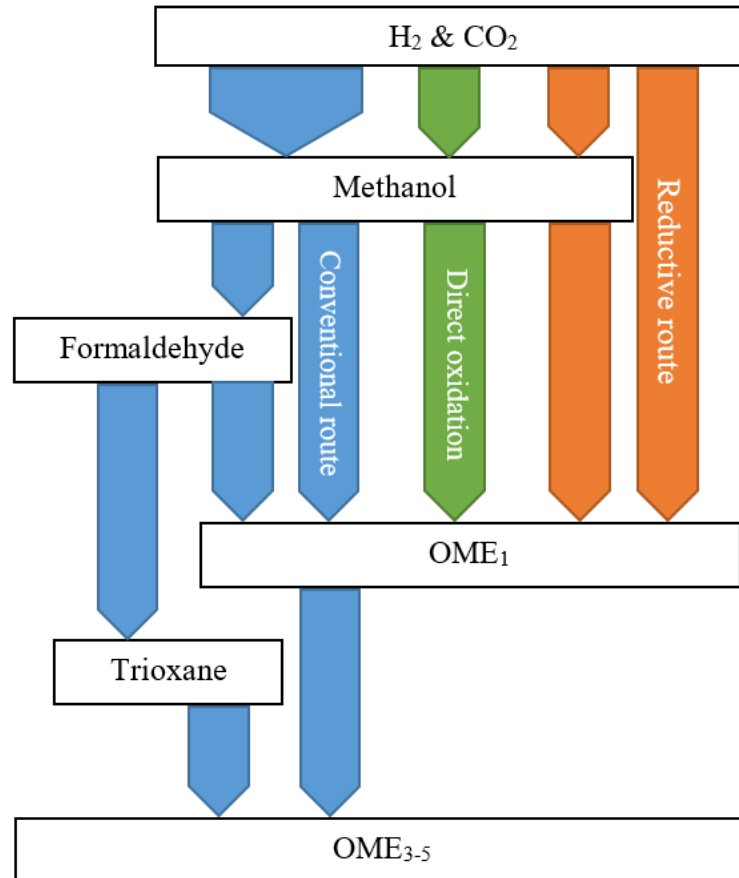 H₂ & CO₂
Methanol
Reductive route
Conventional route
Direct oxidation
Formaldehyde
OME₁
Trioxane
OME₃₋₅